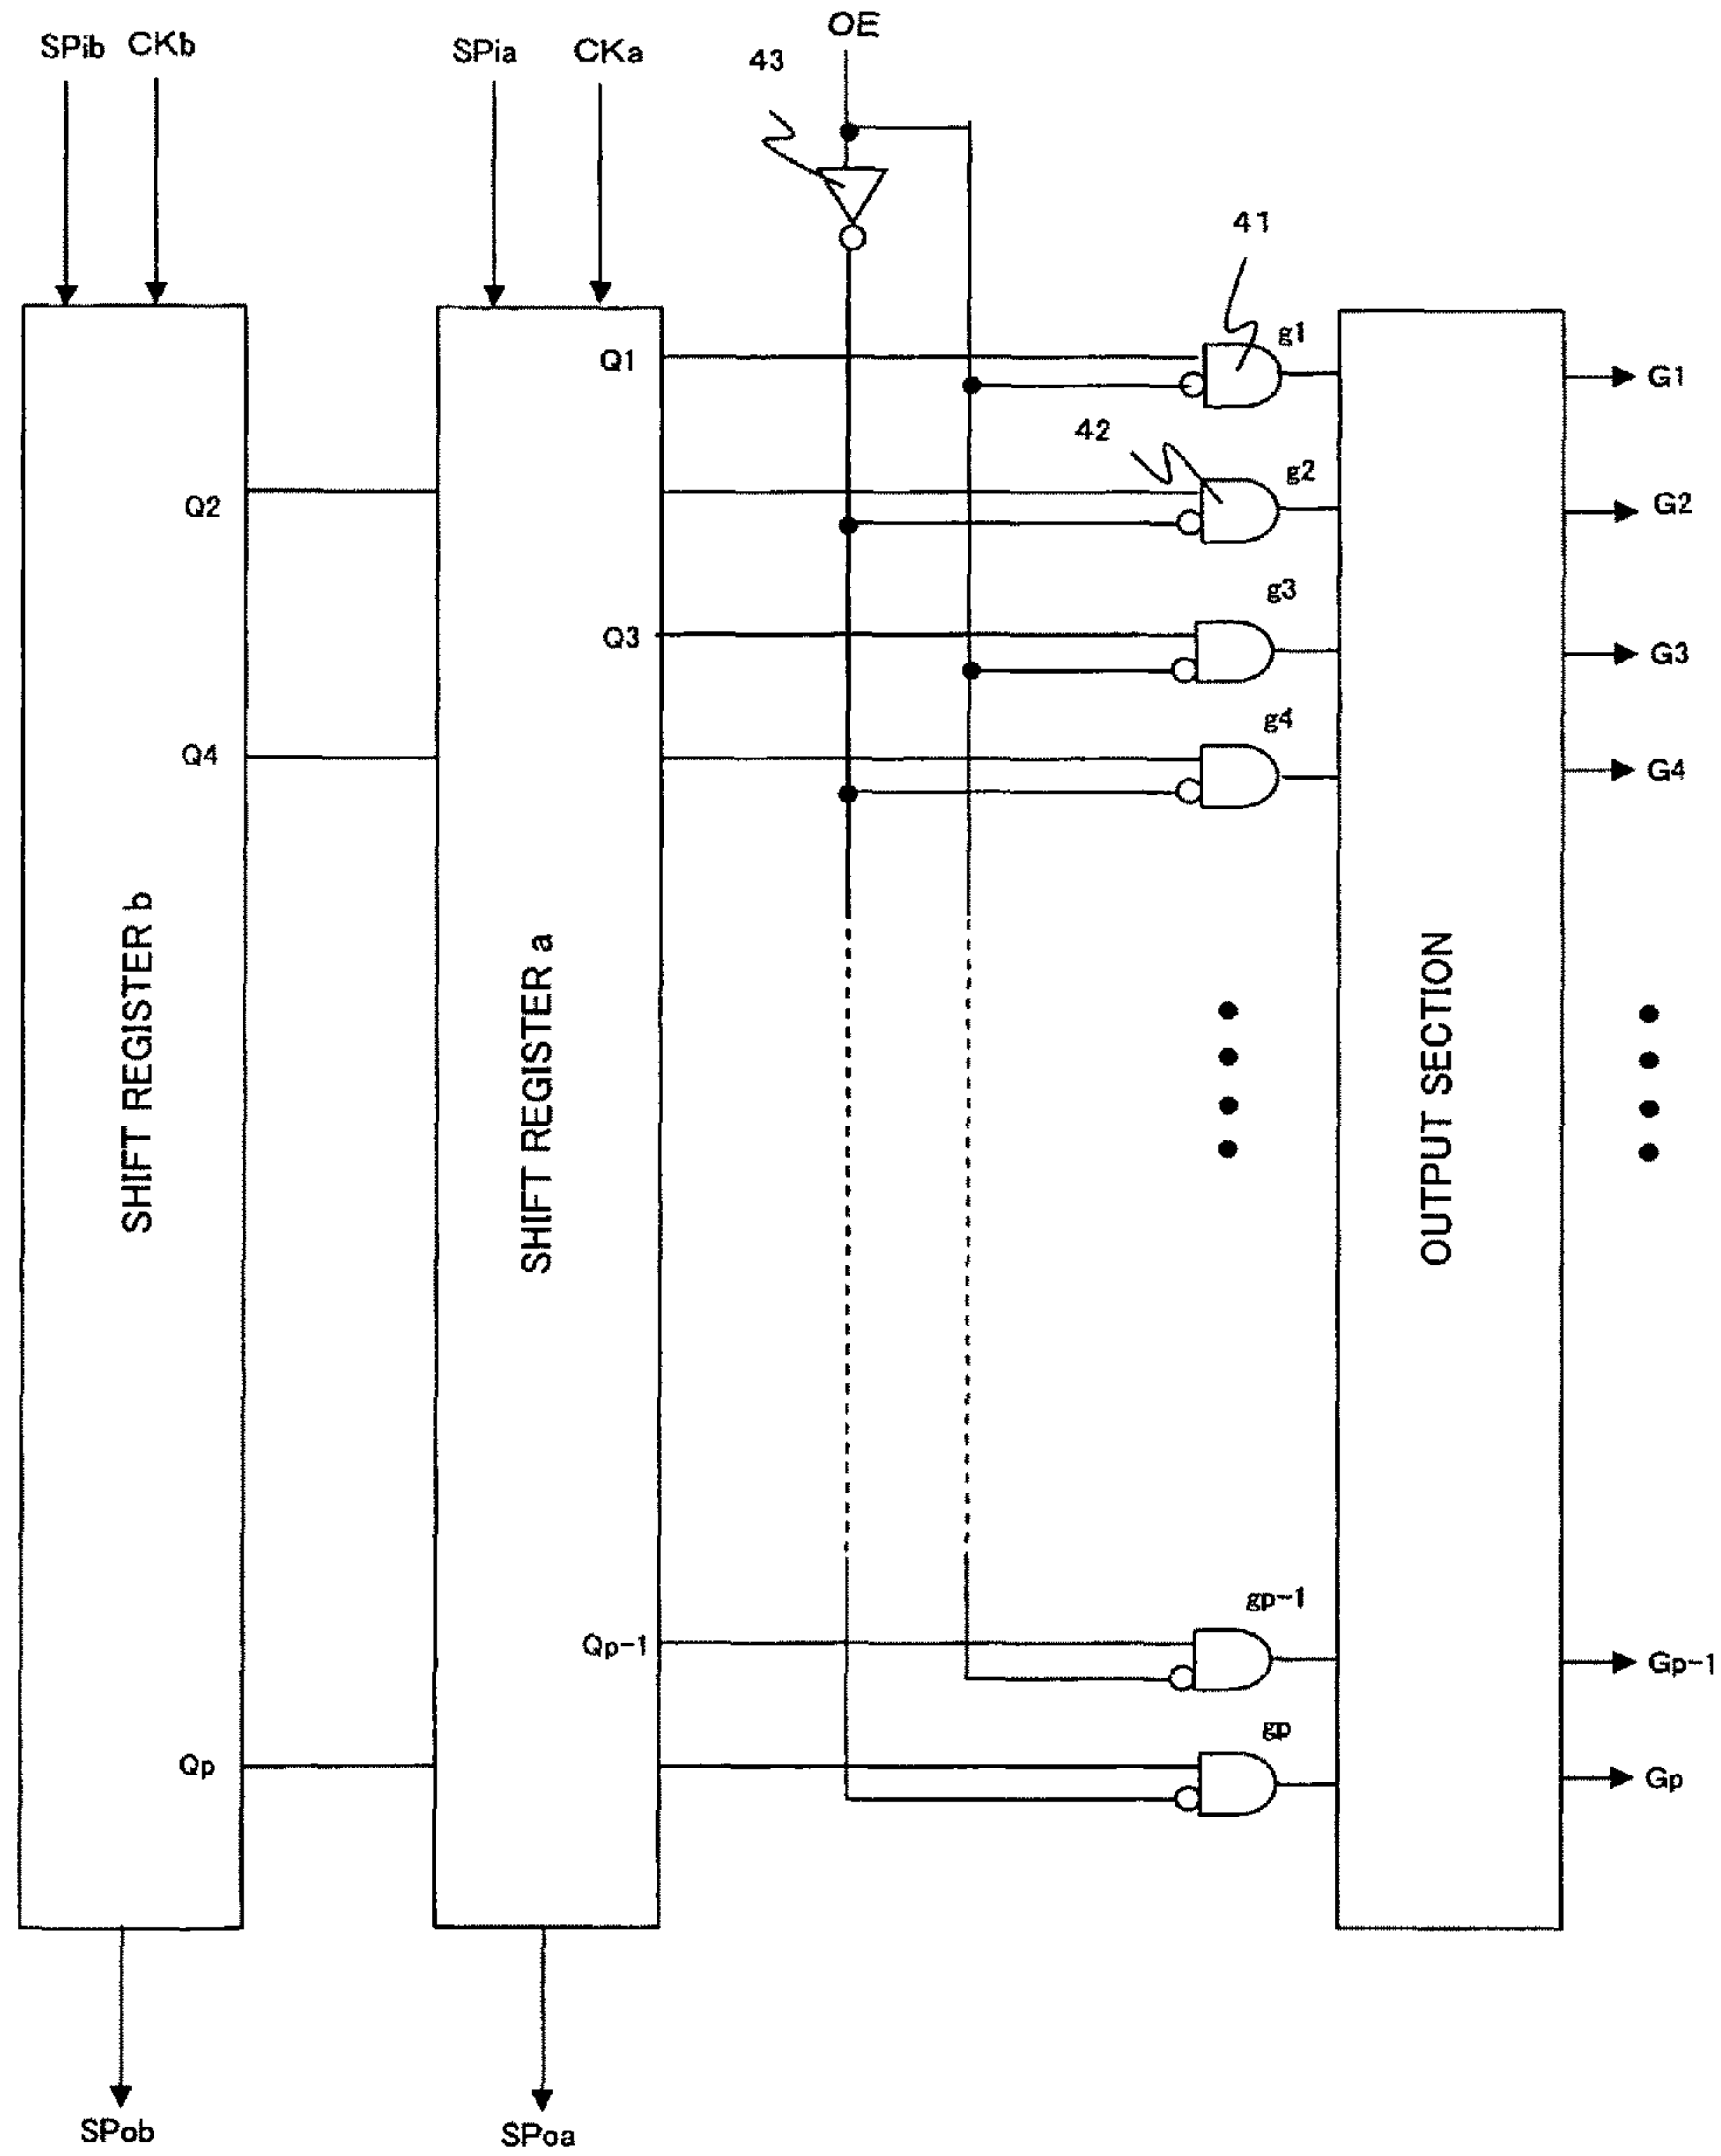 OE
SPib CKb SPia CKa 43
41
g1
Q1 G1
42
g2
Q2 G2
g3
Q3 G3
g4
Q4 G4
SHIFT REGISTER b
SHIFT REGISTER a
OUTPUT SECTION
gp-1
Qp-1 Gp-1
gp
Qp Gp
SPob SPoa